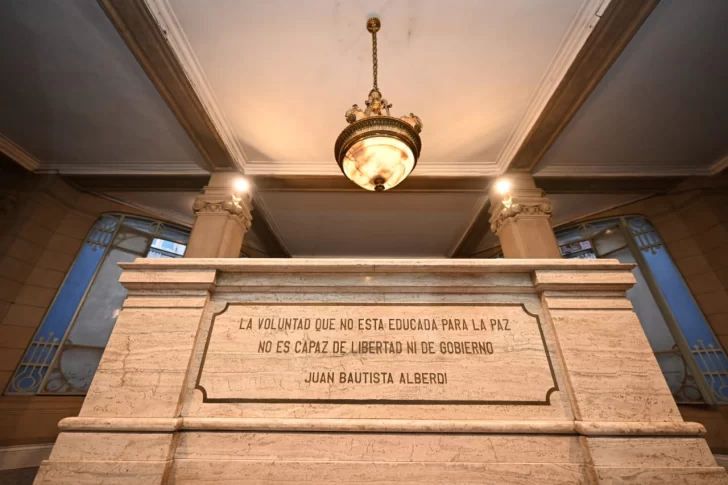 LA VOLUNTAD QUE NO ESTA EDUCADA PARA LA PAZ
NO ES CAPAZ DE LIBERTAD NI DE GOBIERNO
JUAN BAUTISTA ALBERDI